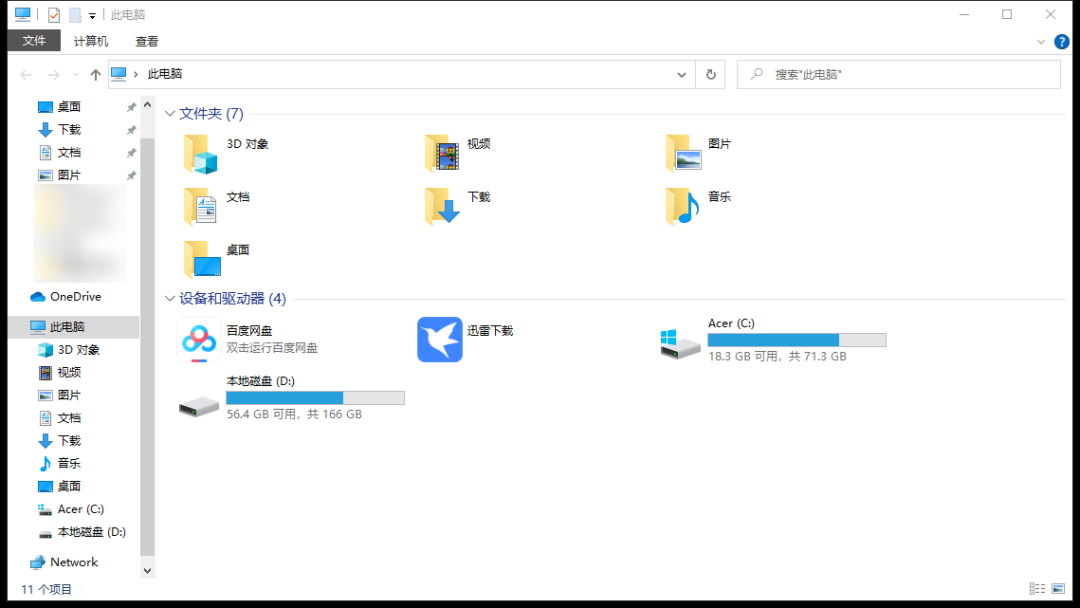 此电脑
文件 计算机 查看
此电脑
搜索"此电脑"
桌面
下载
文档
图片
OneDrive
此电脑
3D 对象
视频
图片
文档
下载
音乐
桌面
Acer (C:)
本地磁盘 (D:)
Network
文件夹 (7)
3D 对象
视频
图片
文档
下载
音乐
桌面
设备和驱动器 (4)
百度网盘
双击运行百度网盘
迅雷下载
Acer (C:)
18.3 GB 可用，共 71.3 GB
本地磁盘 (D:)
56.4 GB 可用，共 166 GB
11 个项目